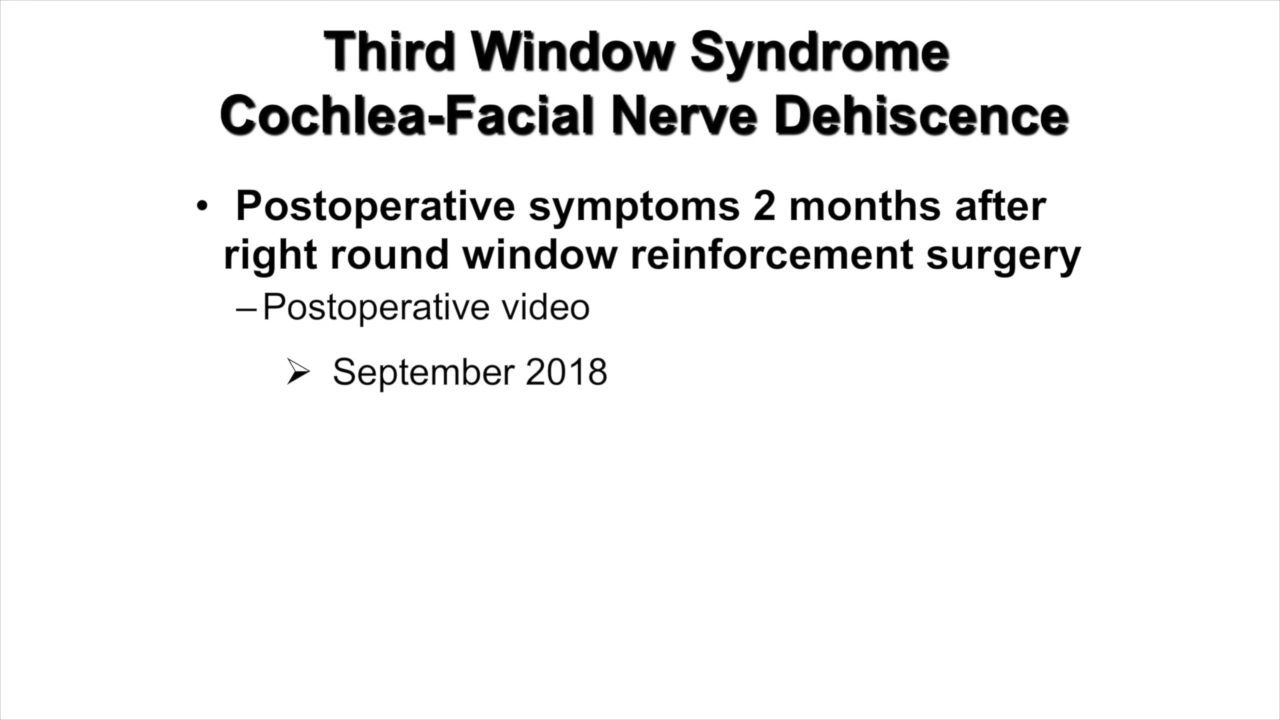 Third Window Syndrome
Cochlea-Facial Nerve Dehiscence
• Postoperative symptoms 2 months after
right round window reinforcement surgery
– Postoperative video
➢ September 2018